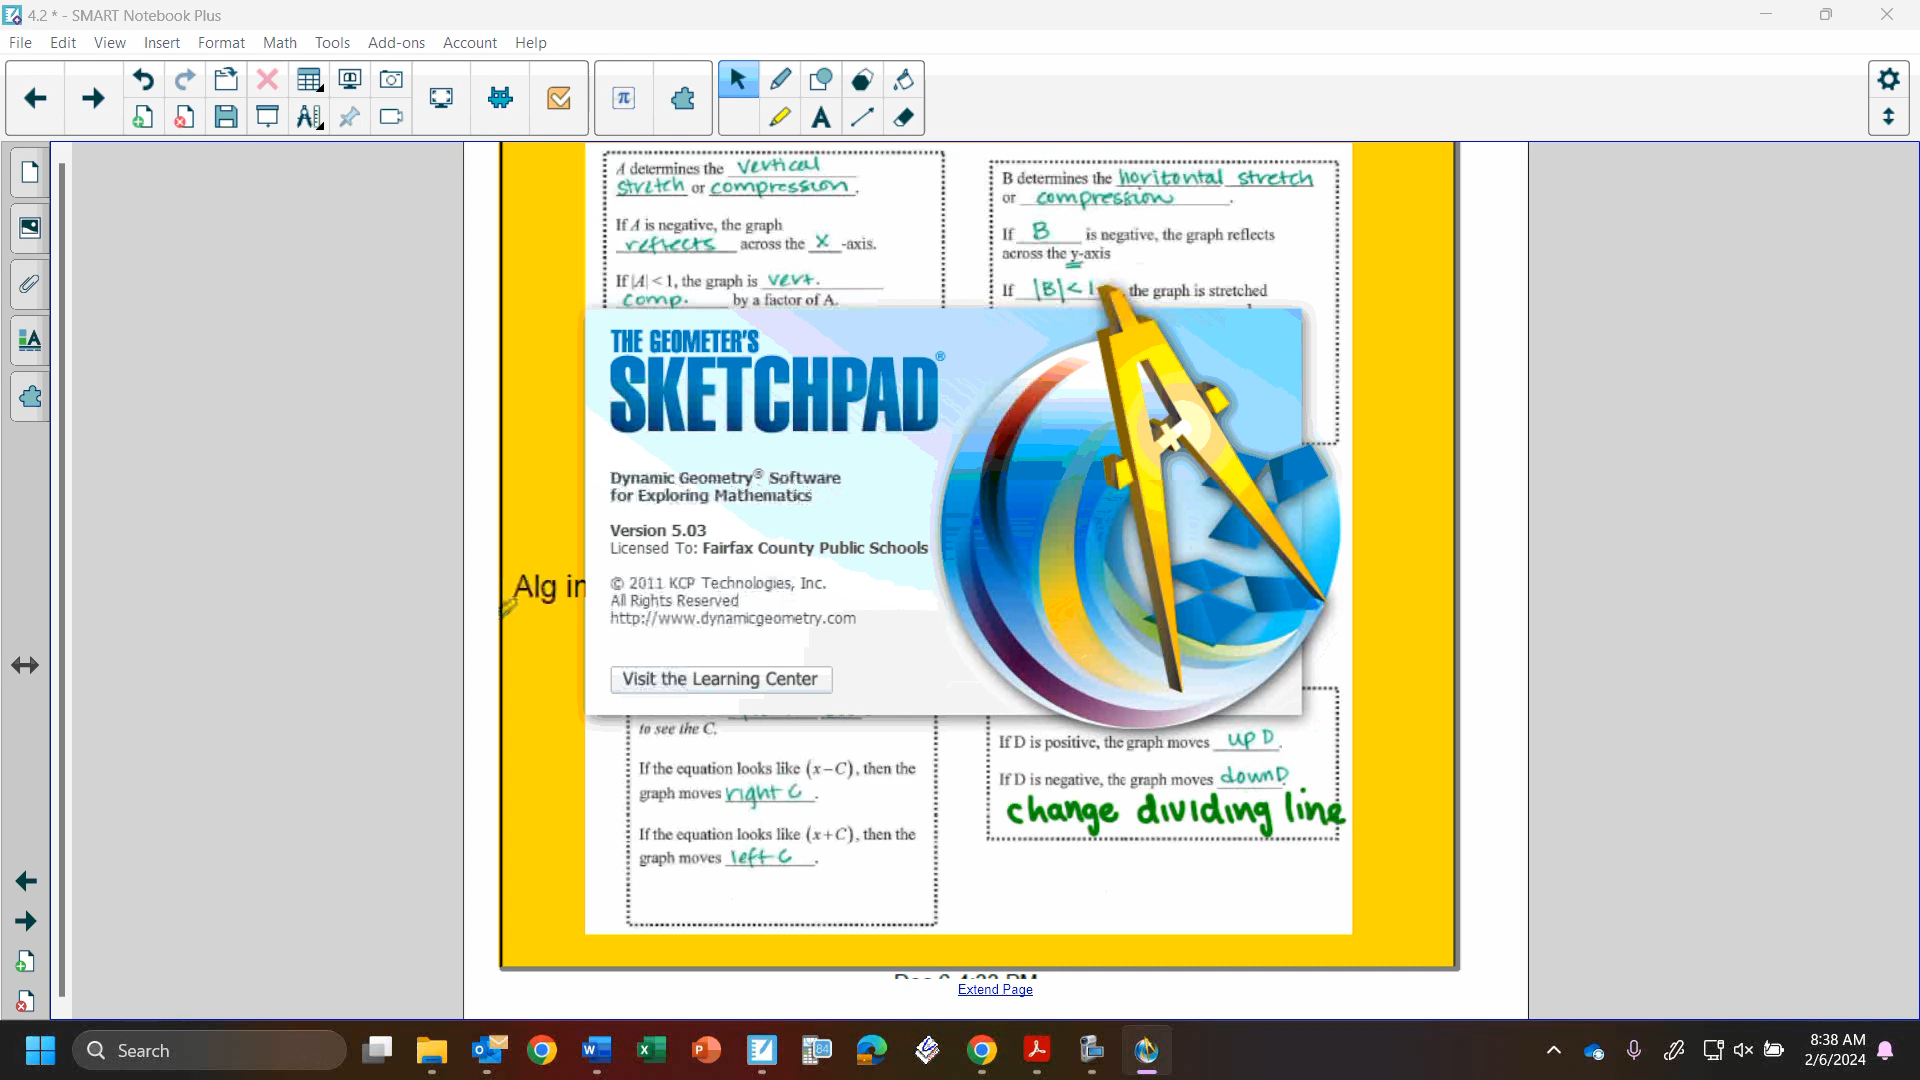 4.2 * - SMART Notebook Plus
File Edit View Insert Format Math Tools Add-ons Account Help
A determines the vertical
stretch or compression.
If A is negative, the graph
reflects across the x -axis.
If |A| < 1, the graph is vert.
comp. by a factor of A.
B determines the horitontal stretch
or compression.
If B is negative, the graph reflects
across the y-axis
If |B| < 1 the graph is stretched
THE GEOMETER'S
SKETCHPAD®
Dynamic Geometry® Software
for Exploring Mathematics
Version 5.03
Licensed To: Fairfax County Public Schools
© 2011 KCP Technologies, Inc.
All Rights Reserved
http://www.dynamicgeometry.com
Visit the Learning Center
Alg in
to see the C.
If the equation looks like (x−C), then the
graph moves right C.
If the equation looks like (x+C), then the
graph moves left C.
If D is positive, the graph moves up D.
If D is negative, the graph moves down D.
change dividing line
Extend Page
Search
84
8:38 AM
2/6/2024